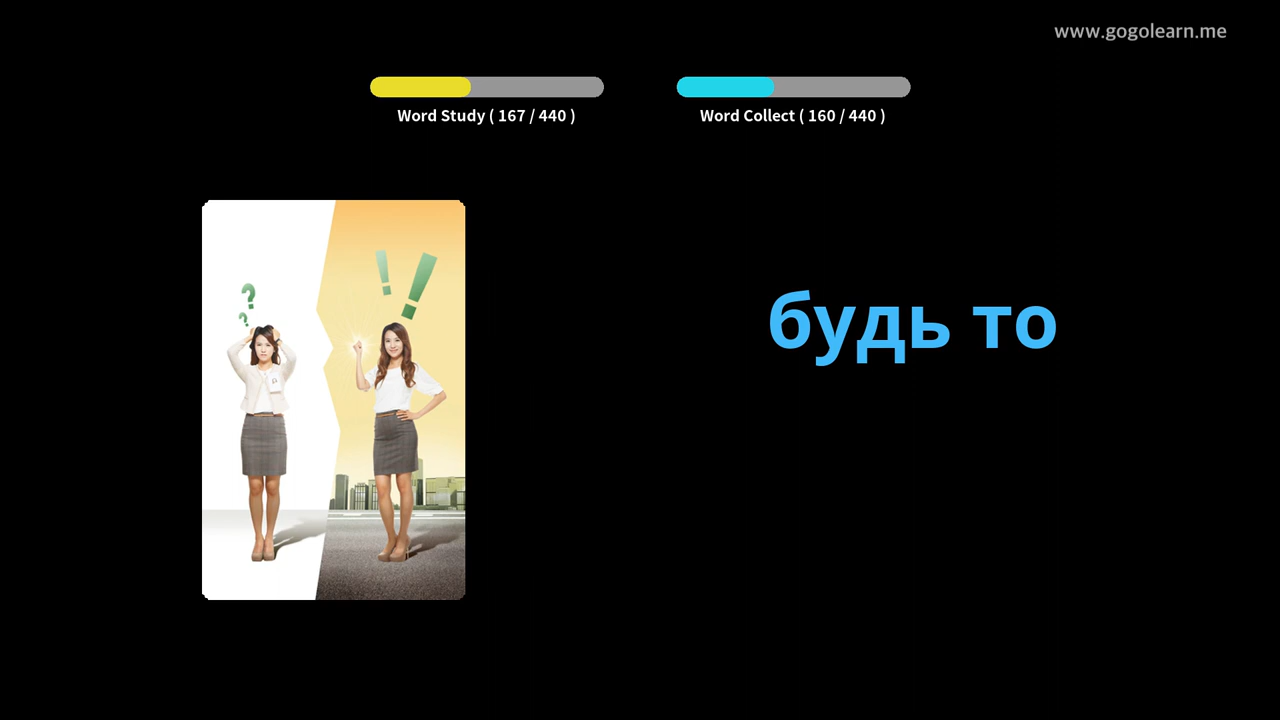 www.gogolearn.me
Word Study ( 167 / 440 )
Word Collect ( 160 / 440 )
? ?
! !
будь то